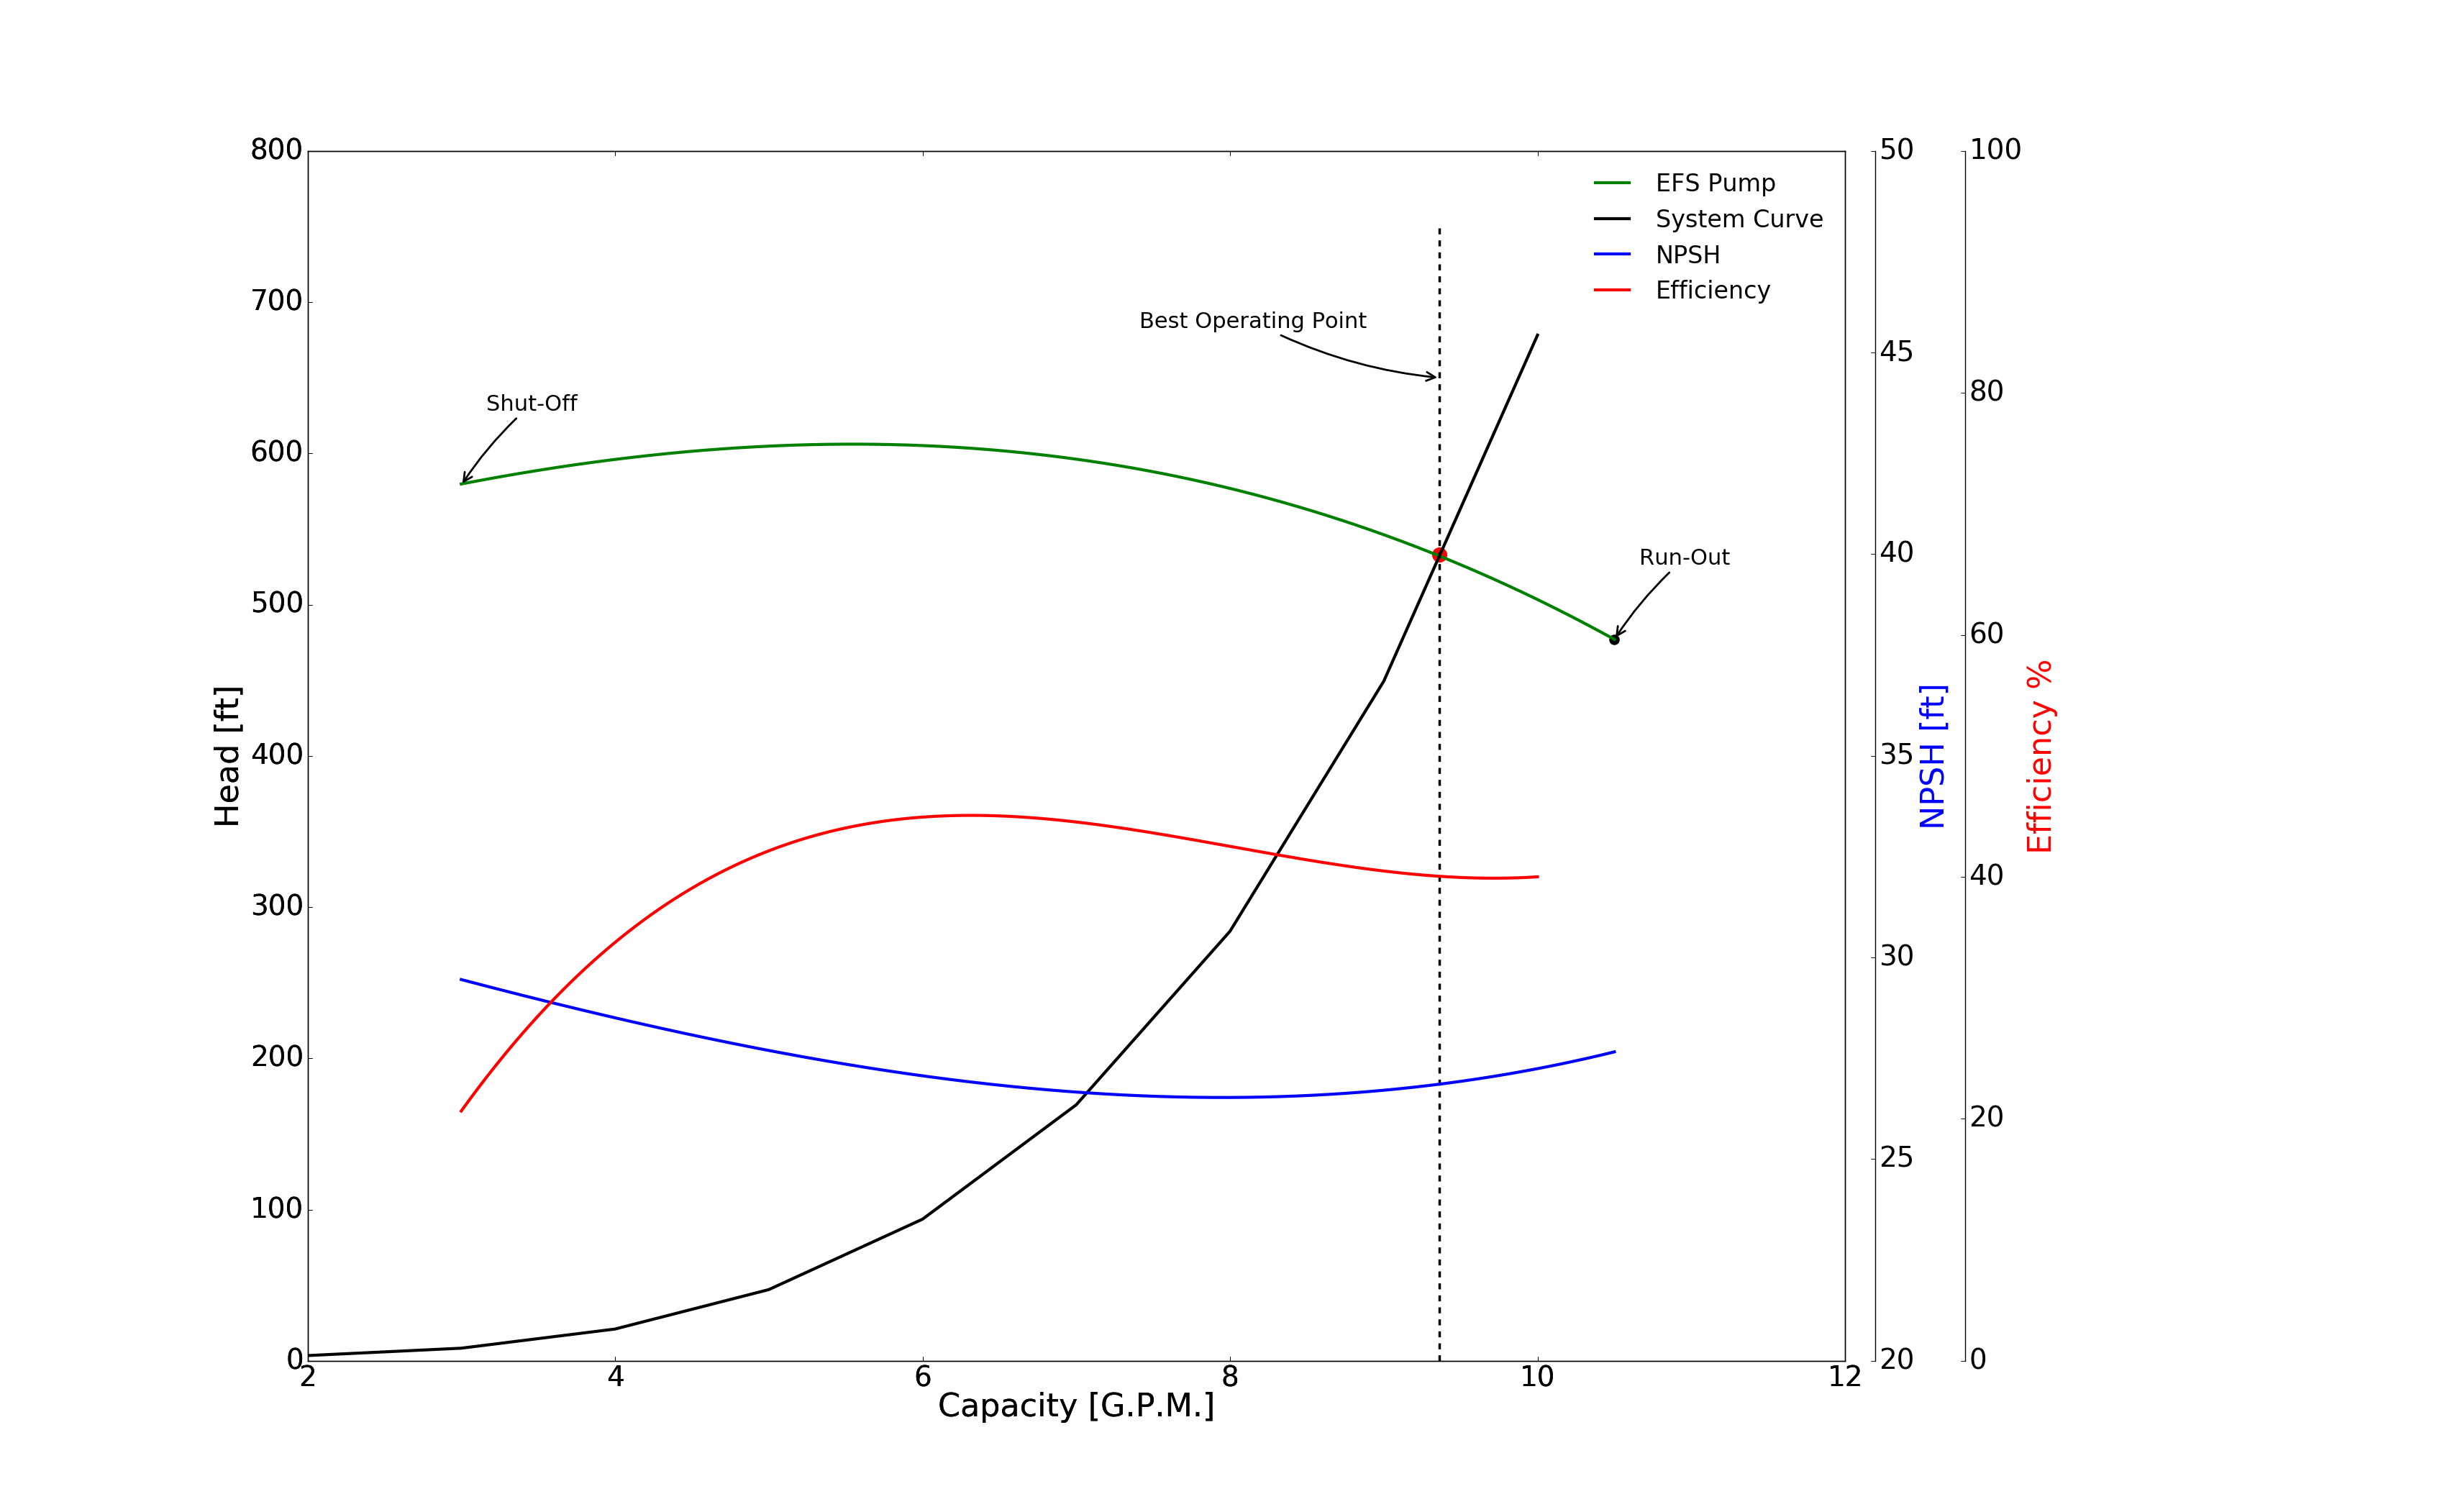 800
700
600
500
400
300
200
100
0
Head [ft]
2
4
6
8
10
12
Capacity [G.P.M.]
EFS Pump
System Curve
NPSH
Efficiency
Best Operating Point
Shut-Off
Run-Out
50
45
40
35
30
25
20
NPSH [ft]
100
80
60
40
20
0
Efficiency %